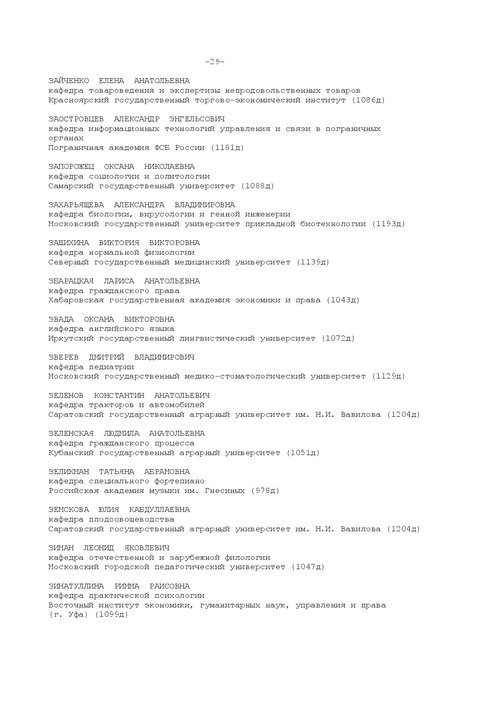 -29-
ЗАЙЧЕНКО ЕЛЕНА АНАТОЛЬЕВНА
кафедра товароведения и экспертизы непродовольственных товаров
Красноярский государственный торгово-экономический институт (1086д)
ЗАОСТРОВЦЕВ АЛЕКСАНДР ЭНГЕЛЬСОВИЧ
кафедра информационных технологий управления и связи в пограничных
органах
Пограничная академия ФСБ России (1181д)
ЗАПОРОЖЕЦ ОКСАНА НИКОЛАЕВНА
кафедра социологии и политологии
Самарский государственный университет (1088д)
ЗАХАРЬЯЩЕВА АЛЕКСАНДРА ВЛАДИМИРОВНА
кафедра биологии, вирусологии и генной инженерии
Московский государственный университет прикладной биотехнологии (1193д)
ЗАШИХИНА ВИКТОРИЯ ВИКТОРОВНА
кафедра нормальной физиологии
Северный государственный медицинский университет (1139д)
ЗБАРАЦКАЯ ЛАРИСА АНАТОЛЬЕВНА
кафедра гражданского права
Хабаровская государственная академия экономики и права (1043д)
ЗВАДА ОКСАНА ВИКТОРОВНА
кафедра английского языка
Иркутский государственный лингвистический университет (1072д)
ЗВЕРЕВ ДМИТРИЙ ВЛАДИМИРОВИЧ
кафедра педиатрии
Московский государственный медико-стоматологический университет (1129д)
ЗЕЛЕНОВ КОНСТАНТИН АНАТОЛЬЕВИЧ
кафедра тракторов и автомобилей
Саратовский государственный аграрный университет им. Н.И. Вавилова (1204д)
ЗЕЛЕНСКАЯ ЛЮДМИЛА АНАТОЛЬЕВНА
кафедра гражданского процесса
Кубанский государственный аграрный университет (1051д)
ЗЕЛИКМАН ТАТЬЯНА АБРАМОВНА
кафедра специального фортепиано
Российская академия музыки им. Гнесиных (978д)
ЗЕМСКОВА ЮЛИЯ КАБДУЛЛАЕВНА
кафедра плодоовощеводства
Саратовский государственный аграрный университет им. Н.И. Вавилова (1204д)
ЗИМАН ЛЕОНИД ЯКОВЛЕВИЧ
кафедра отечественной и зарубежной филологии
Московский городской педагогический университет (1047д)
ЗИНАТУЛЛИНА РИММА РАИСОВНА
кафедра практической психологии
Восточный институт экономики, гуманитарных наук, управления и права
(г. Уфа) (1099д)